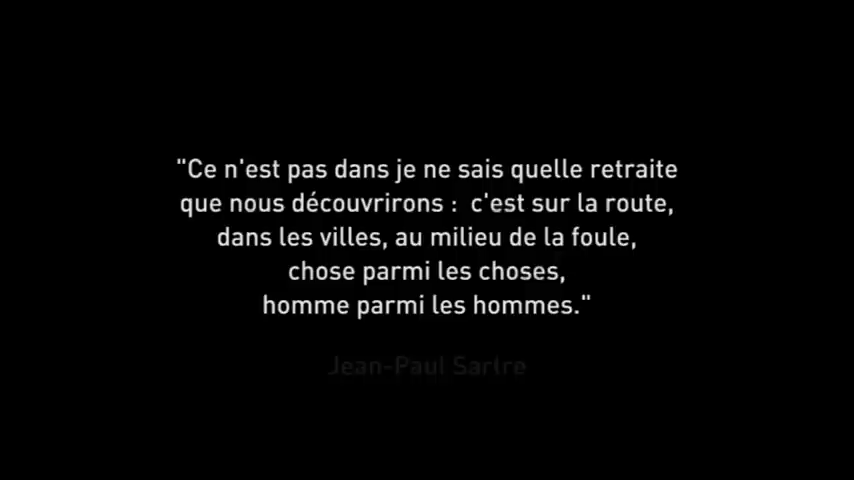 "Ce n'est pas dans je ne sais quelle retraite
que nous découvrirons :  c'est sur la route,
dans les villes, au milieu de la foule,
chose parmi les choses,
homme parmi les hommes."
Jean-Paul Sartre